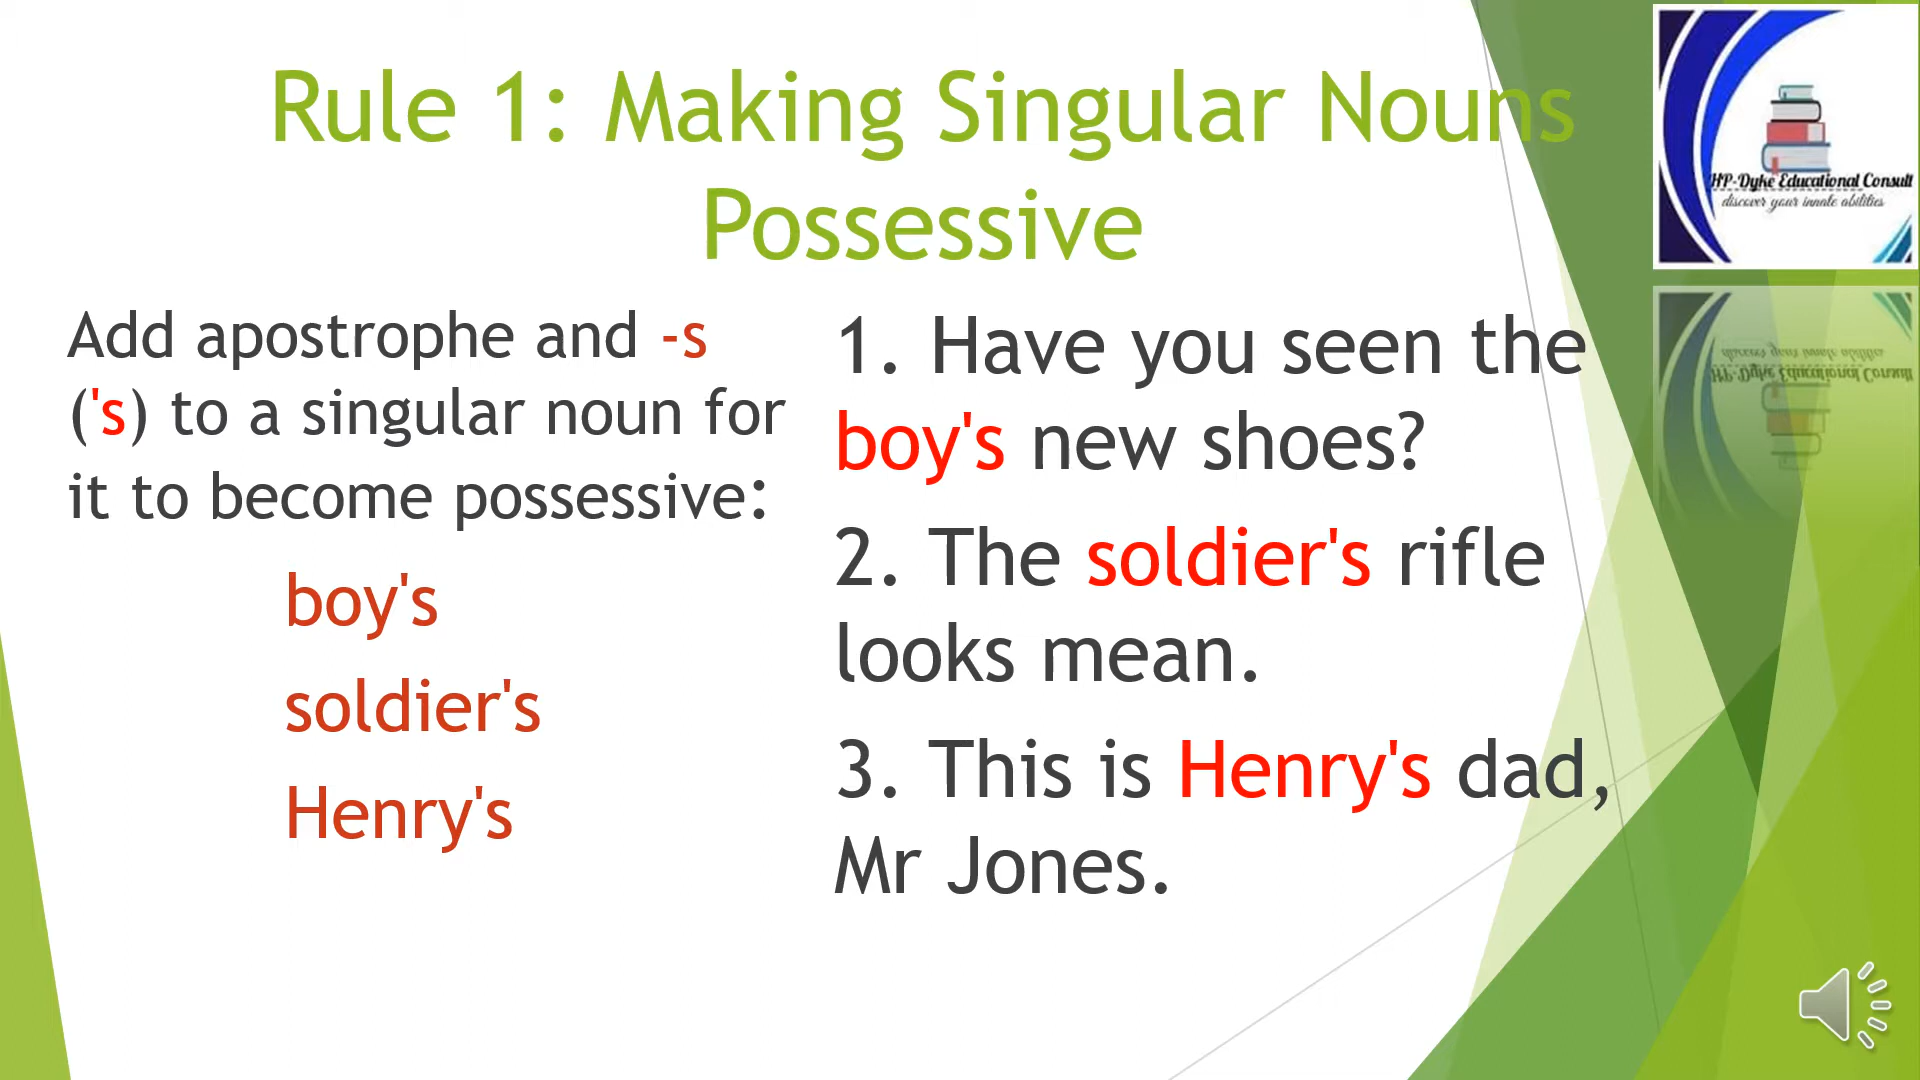 Rule 1: Making Singular Nouns
Possessive
HP-Dyke Educational Consult
discover your innate abilities
Add apostrophe and -s
('s) to a singular noun for
it to become possessive:
boy's
soldier's
Henry's
1. Have you seen the
boy's new shoes?
2. The soldier's rifle
looks mean.
3. This is Henry's dad,
Mr Jones.